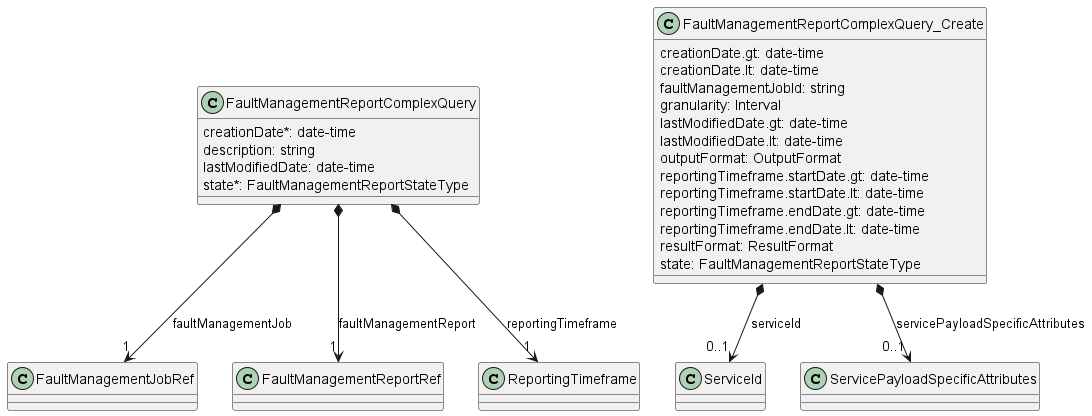 C FaultManagementReportComplexQuery
creationDate*: date-time
description: string
lastModifiedDate: date-time
state*: FaultManagementReportStateType
C FaultManagementReportComplexQuery_Create
creationDate.gt: date-time
creationDate.lt: date-time
faultManagementJobId: string
granularity: Interval
lastModifiedDate.gt: date-time
lastModifiedDate.lt: date-time
outputFormat: OutputFormat
reportingTimeframe.startDate.gt: date-time
reportingTimeframe.startDate.lt: date-time
reportingTimeframe.endDate.gt: date-time
reportingTimeframe.endDate.lt: date-time
resultFormat: ResultFormat
state: FaultManagementReportStateType
faultManagementJob
1
faultManagementReport
1
reportingTimeframe
1
serviceId
0..1
servicePayloadSpecificAttributes
0..1
C FaultManagementJobRef
C FaultManagementReportRef
C ReportingTimeframe
C ServiceId
C ServicePayloadSpecificAttributes